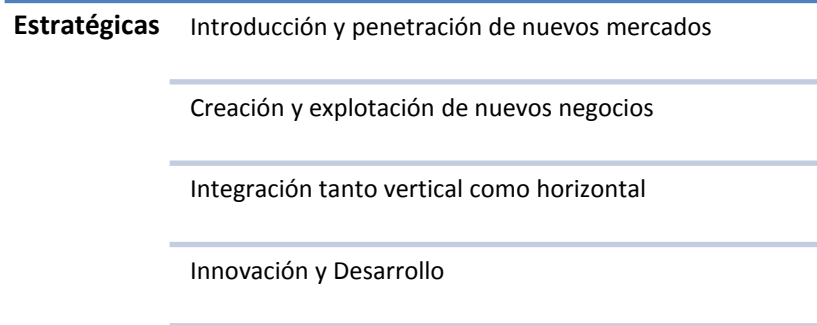 Estratégicas Introducción y penetración de nuevos mercados
Creación y explotación de nuevos negocios
Integración tanto vertical como horizontal
Innovación y Desarrollo